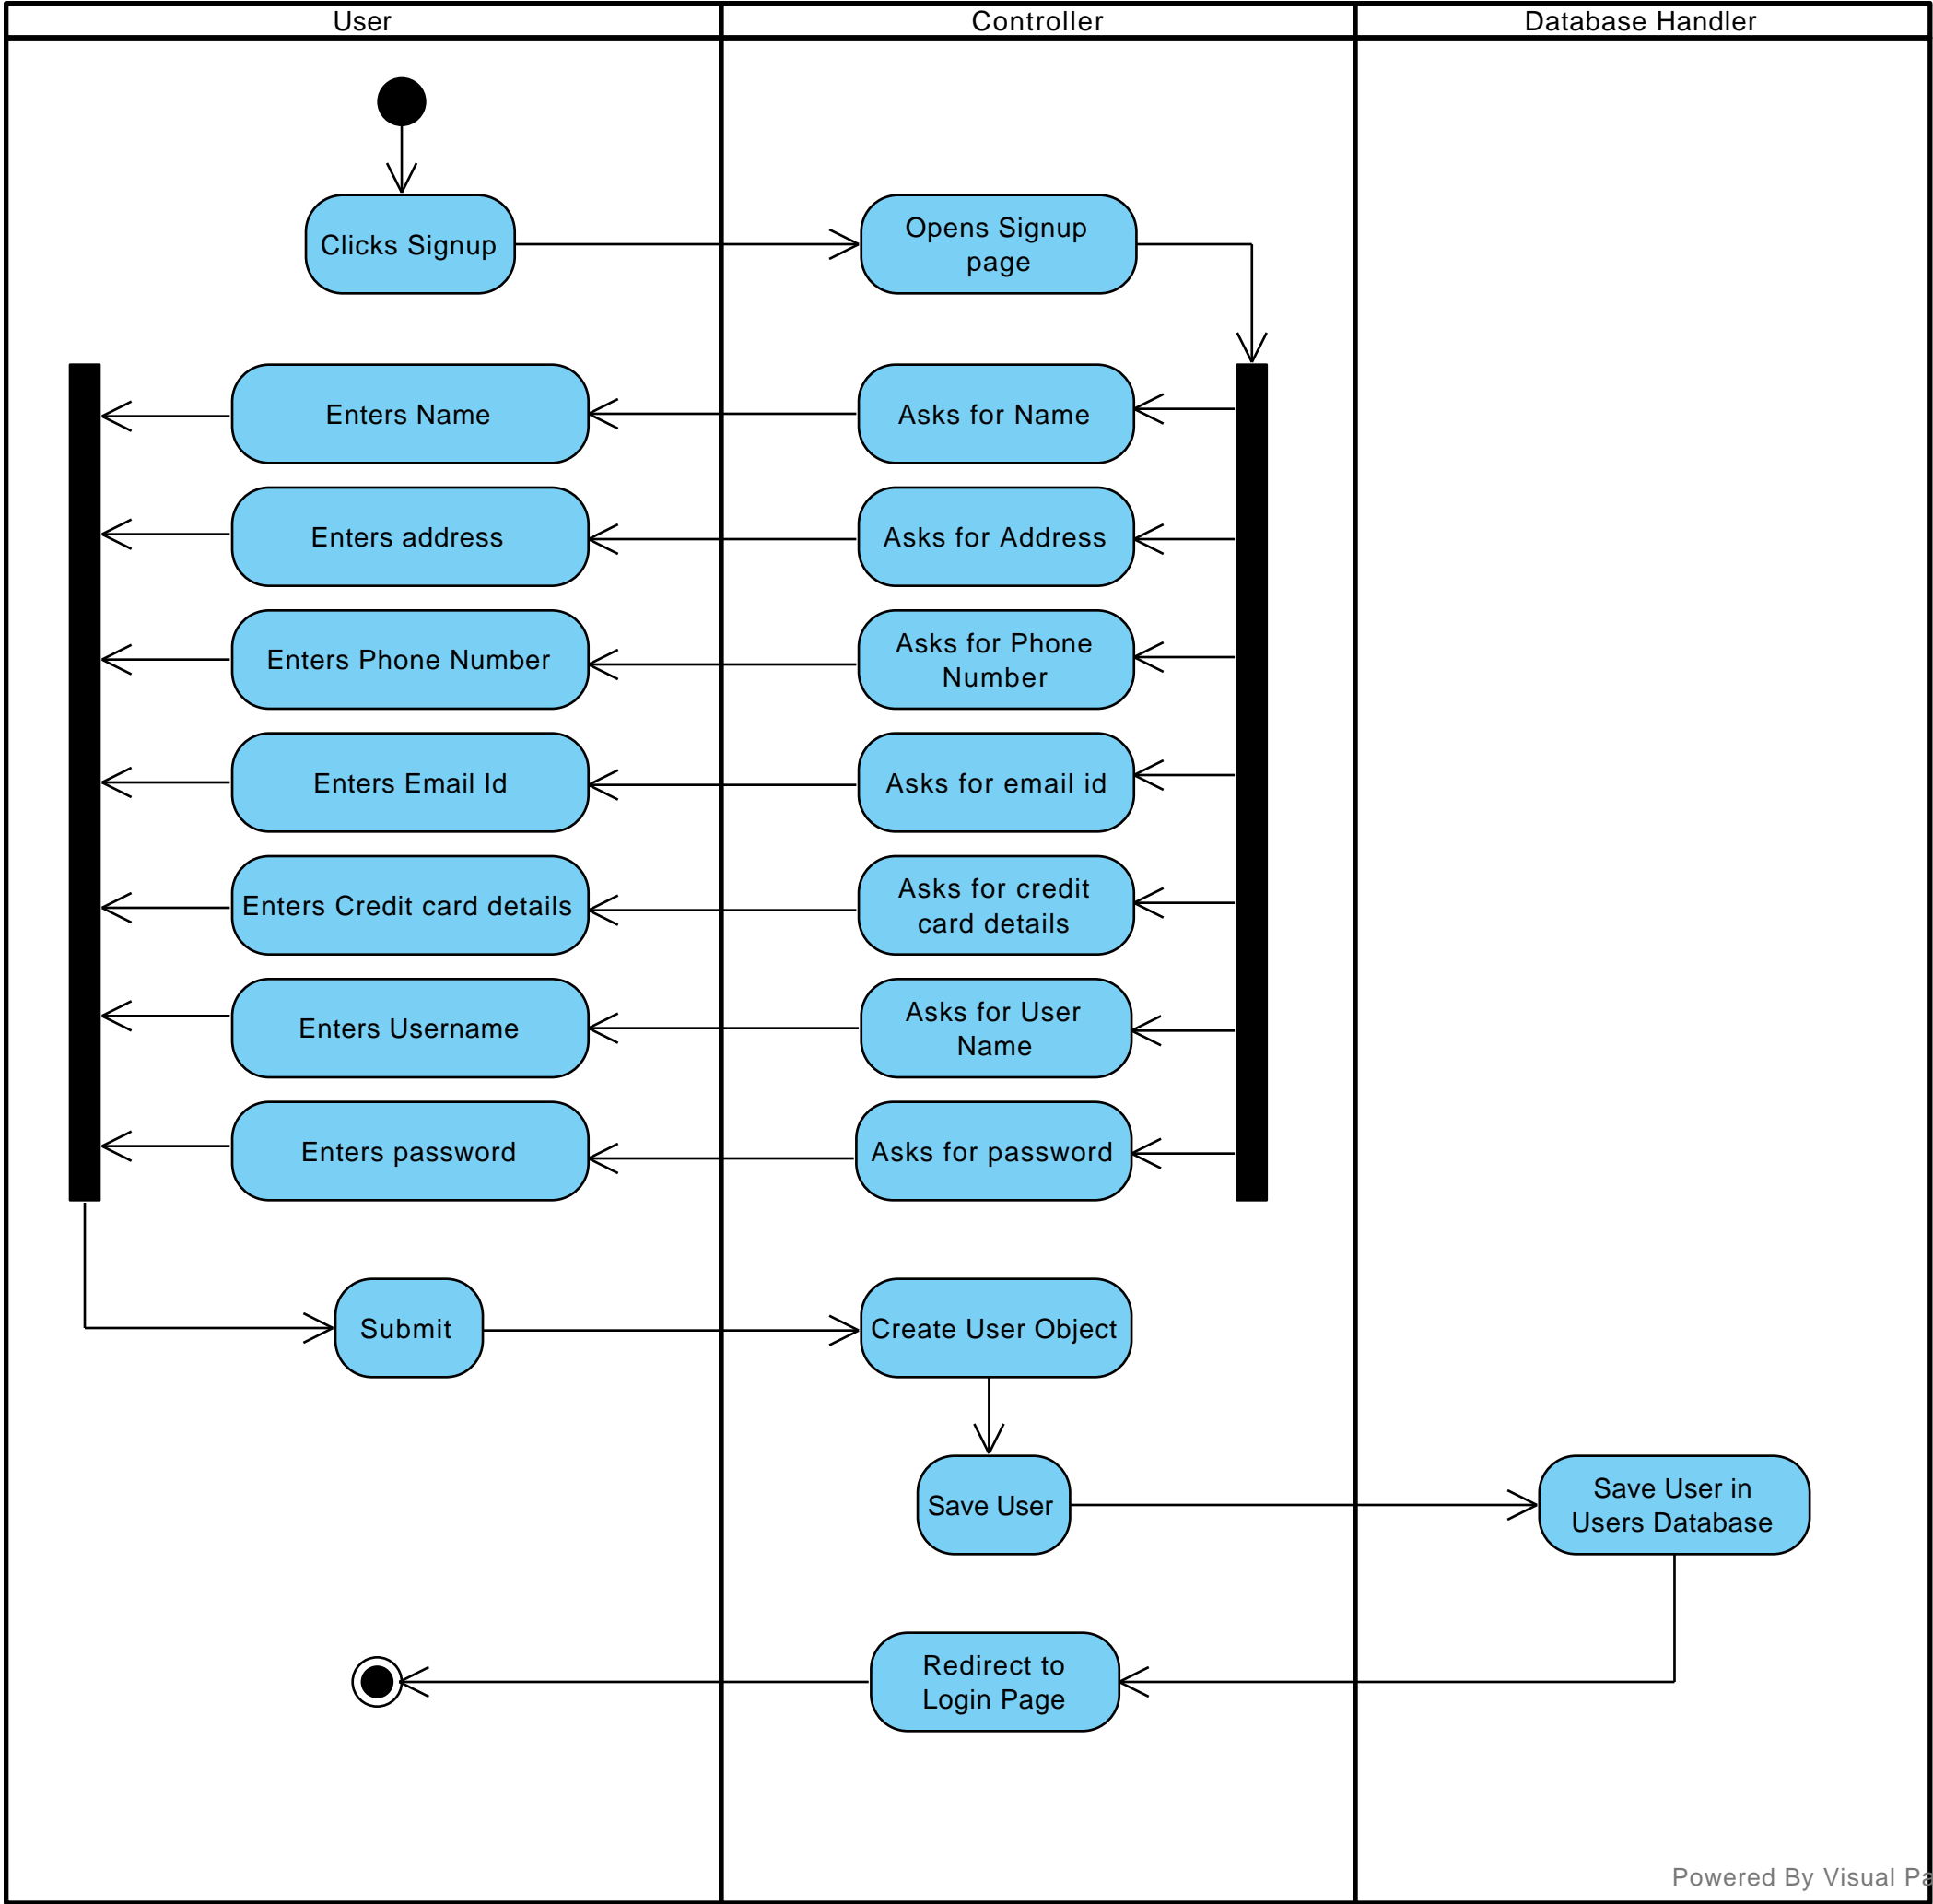 User
Controller
Database Handler
Clicks Signup
Opens Signup
page
Enters Name
Asks for Name
Enters address
Asks for Address
Enters Phone Number
Asks for Phone
Number
Enters Email Id
Asks for email id
Enters Credit card details
Asks for credit
card details
Enters Username
Asks for User
Name
Enters password
Asks for password
Submit
Create User Object
Save User
Save User in
Users Database
Redirect to
Login Page
Powered By Visual Pa